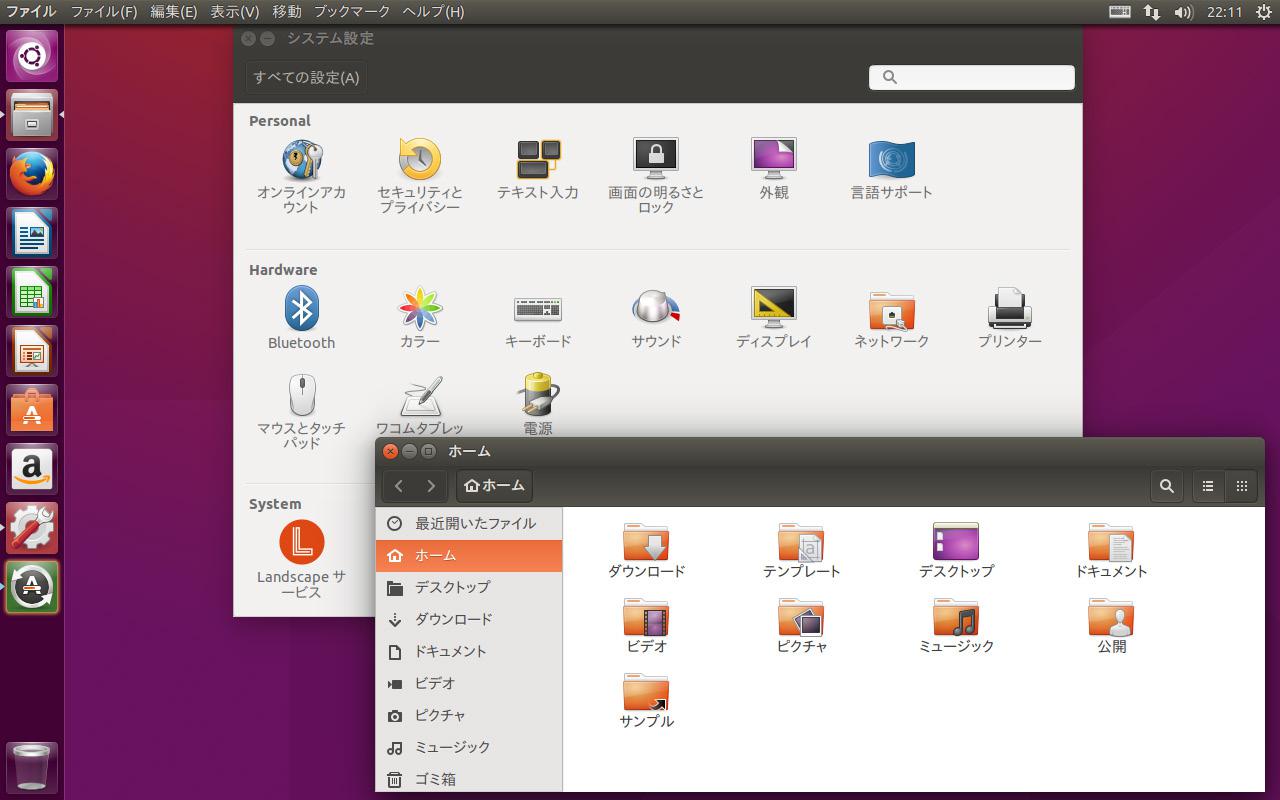 ファイル ファイル(F) 編集(E) 表示(V) 移動 ブックマーク ヘルプ(H) 22:11
システム設定
すべての設定(A)
Personal
オンラインアカ
ウント
セキュリティと
プライバシー
テキスト入力
画面の明るさと
ロック
外観
言語サポート
Hardware
Bluetooth
カラー
キーボード
サウンド
ディスプレイ
ネットワーク
プリンター
マウスとタッチ
パッド
ワコムタブレッ
電源
System
Landscape サ
ービス
ホーム
ホーム
最近開いたファイル
ホーム
デスクトップ
ダウンロード
ドキュメント
ビデオ
ピクチャ
ミュージック
ゴミ箱
ダウンロード
テンプレート
デスクトップ
ドキュメント
ビデオ
ピクチャ
ミュージック
公開
サンプル